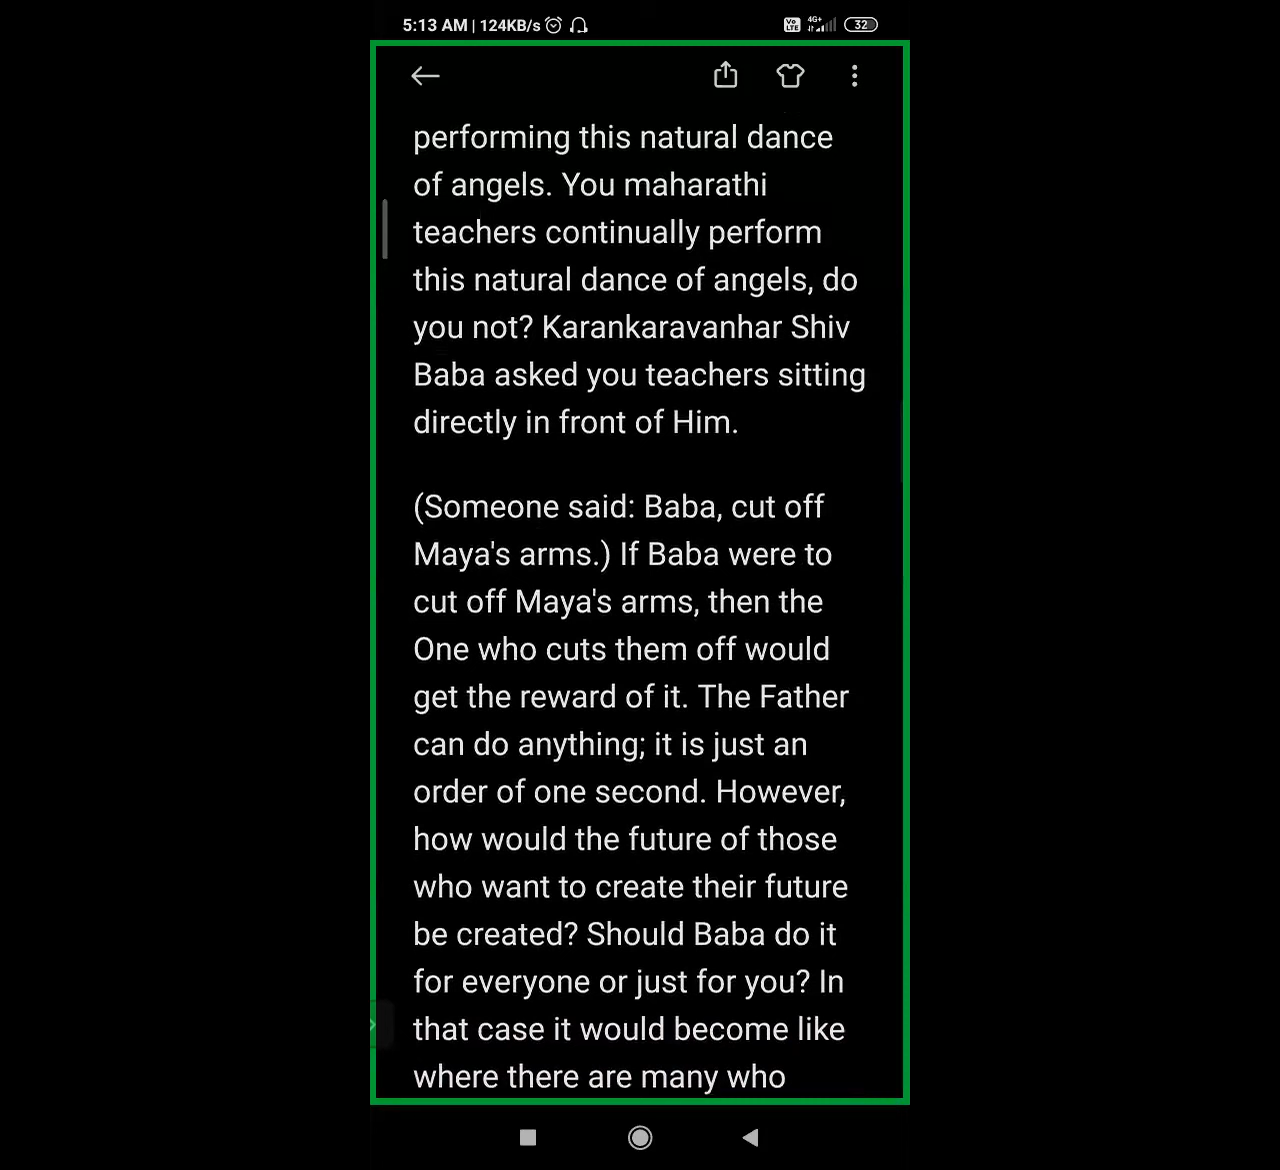 5:13 AM | 124KB/s
Vo LTE 4G+ 32
performing this natural dance
of angels. You maharathi
teachers continually perform
this natural dance of angels, do
you not? Karankaravanhar Shiv
Baba asked you teachers sitting
directly in front of Him.
(Someone said: Baba, cut off
Maya's arms.) If Baba were to
cut off Maya's arms, then the
One who cuts them off would
get the reward of it. The Father
can do anything; it is just an
order of one second. However,
how would the future of those
who want to create their future
be created? Should Baba do it
for everyone or just for you? In
that case it would become like
where there are many who